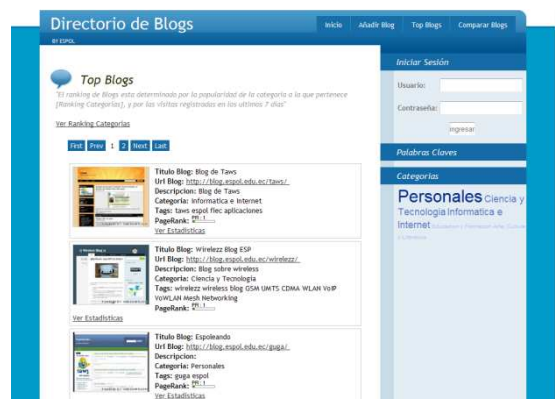 Directorio de Blogs
BY ESPOL
Inicio Añadir Blog Top Blogs Comparar Blogs
Top Blogs
"El ranking de Blogs esta determinado por la popularidad de la categoria a la que pertenece
[Ranking Categorias], y por las visitas registradas en los ultimos 7 dias"
Ver Ranking Categorias
First Prev 1 2 Next Last
Titulo Blog: Blog de Taws
Url Blog: http://blog.espol.edu.ec/taws/
Descripcion: Blog de Taws
Categoria: Informatica e Internet
Tags: taws espol fiec aplicaciones
PageRank:
Ver Estadisticas
Titulo Blog: Wirelezz Blog ESP
Url Blog: http://blog.espol.edu.ec/wirelezz/
Descripcion: Blog sobre wireless
Categoria: Ciencia y Tecnologia
Tags: wirelezz wireless blog GSM UMTS CDMA WLAN VoIP
VoWLAN Mesh Networking
PageRank:
Ver Estadisticas
Titulo Blog: Espoleando
Url Blog: http://blog.espol.edu.ec/guga/
Descripcion:
Categoria: Personales
Tags: guga espol
PageRank:
Ver Estadisticas
Iniciar Sesión
Usuario:
Contraseña:
Ingresar
Palabras Claves
Categorias
Personales Ciencia y
Tecnologia Informatica e
Internet